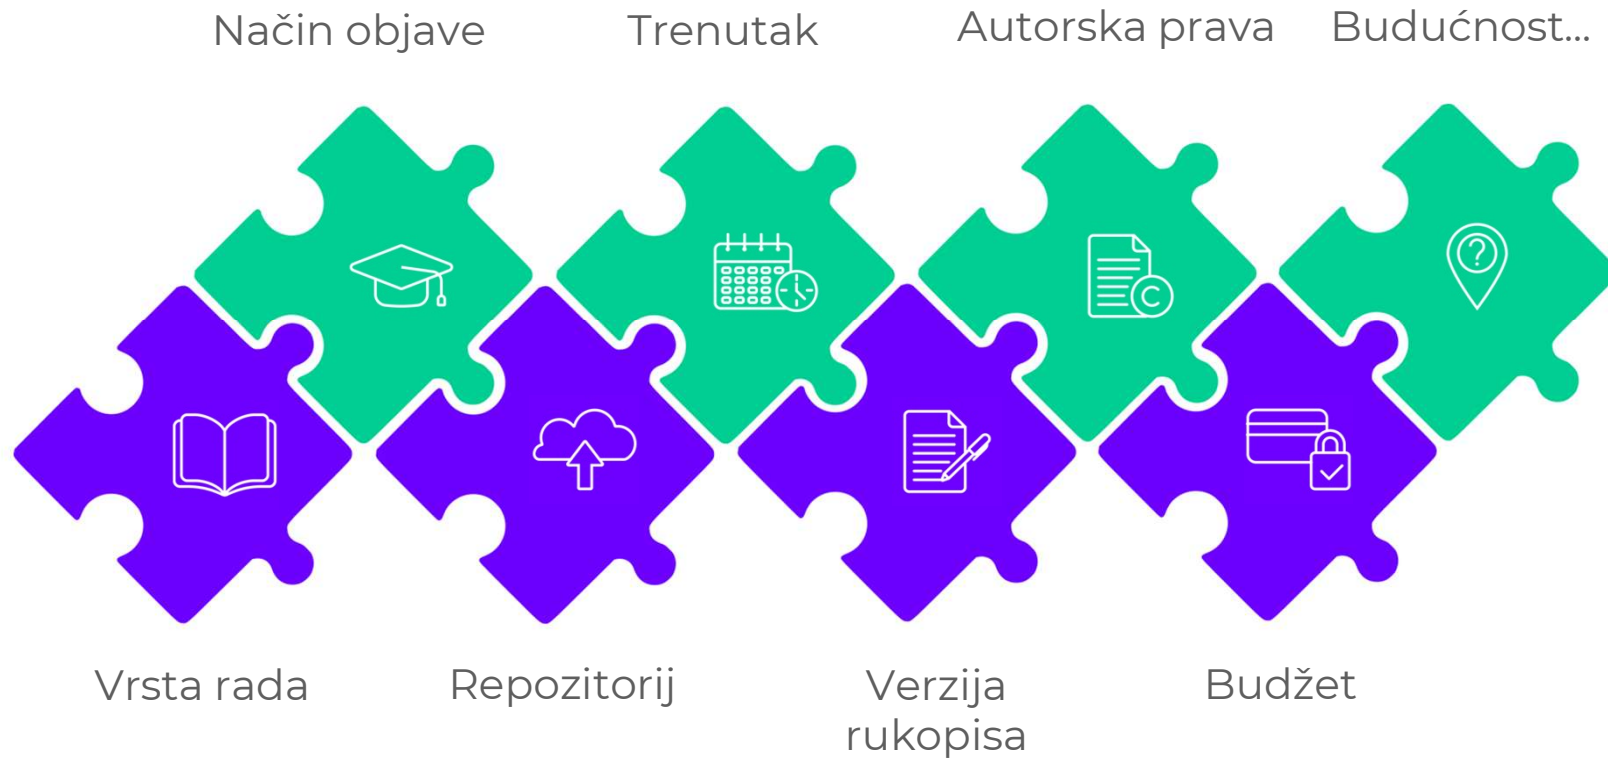 Način objave
Trenutak
Autorska prava
Budućnost...
Vrsta rada
Repozitorij
Verzija
rukopisa
Budžet